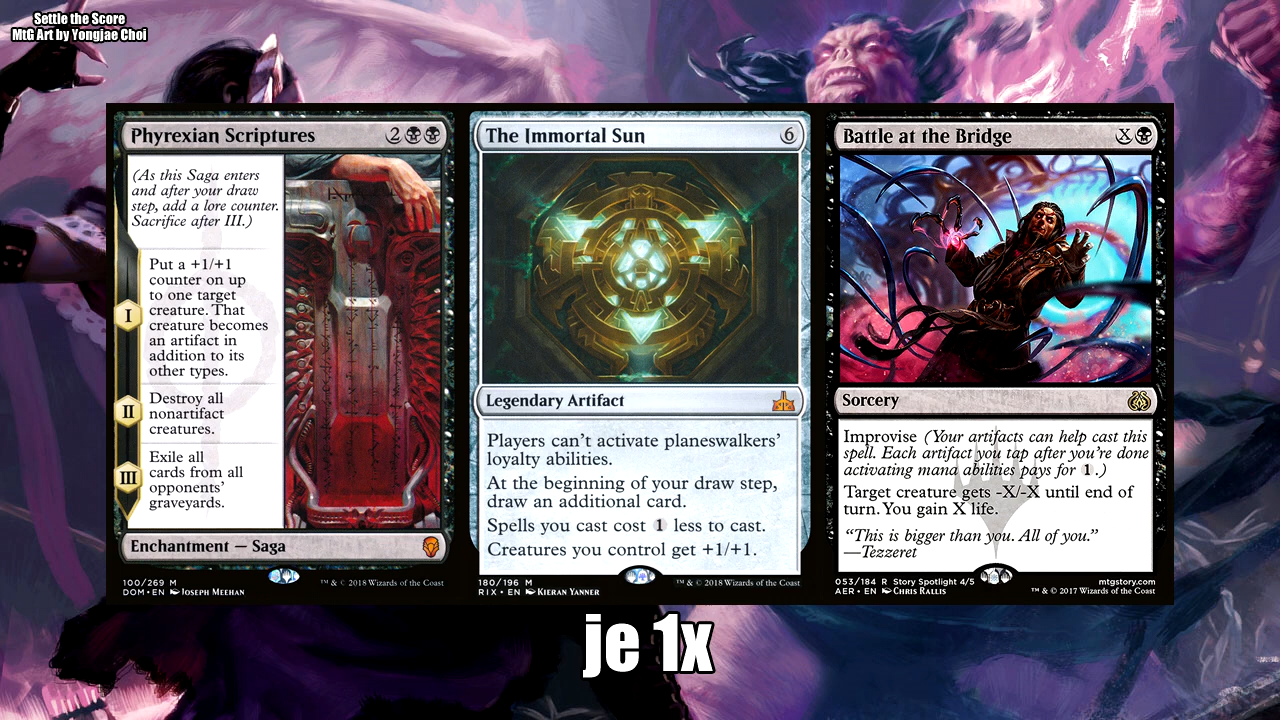 Settle the Score
MtG Art by Yongjae Choi
Phyrexian Scriptures
2
(As this Saga enters
and after your draw
step, add a lore counter.
Sacrifice after III.)
I
Put a +1/+1
counter on up
to one target
creature. That
creature becomes
an artifact in
addition to its
other types.
II
Destroy all
nonartifact
creatures.
III
Exile all
cards from all
opponents'
graveyards.
Enchantment — Saga
100/269 M
DOM • EN Joseph Meehan
™ & © 2018 Wizards of the Coast
The Immortal Sun
6
Legendary Artifact
Players can't activate planeswalkers'
loyalty abilities.
At the beginning of your draw step,
draw an additional card.
Spells you cast cost 1 less to cast.
Creatures you control get +1/+1.
180/196 M
RIX • EN Kieran Yanner
™ & © 2018 Wizards of the Coast
Battle at the Bridge
X
Sorcery
Improvise (Your artifacts can help cast this
spell. Each artifact you tap after you're done
activating mana abilities pays for 1.)
Target creature gets -X/-X until end of
turn. You gain X life.
"This is bigger than you. All of you."
—Tezzeret
053/184 R Story Spotlight 4/5
AER • EN Chris Rallis
mtgstory.com
™ & © 2017 Wizards of the Coast
je 1x